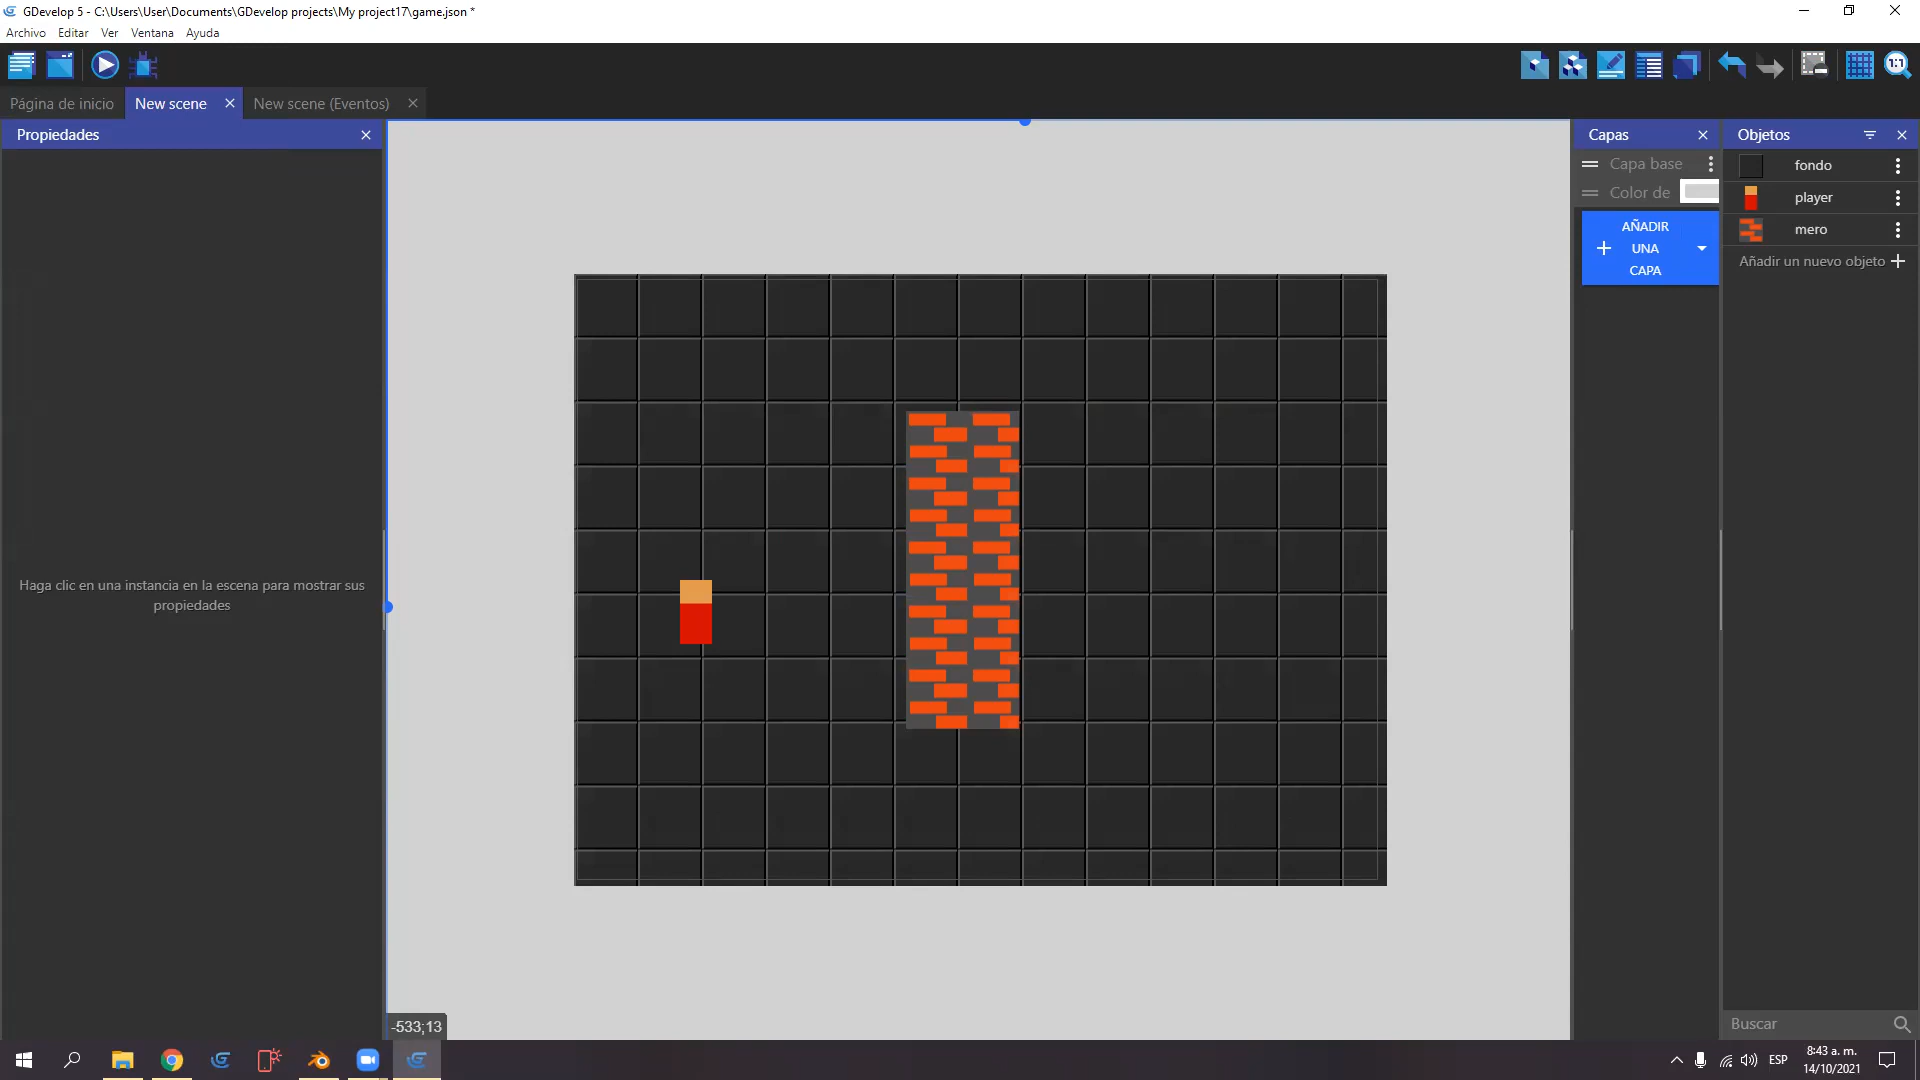 GDevelop 5 - C:\Users\User\Documents\GDevelop projects\My project17\game.json *
Archivo Editar Ver Ventana Ayuda
1:1
Página de inicio New scene New scene (Eventos)
Propiedades
Haga clic en una instancia en la escena para mostrar sus
propiedades
-533;13
Capas
Capa base
Color de
AÑADIR
UNA
CAPA
Objetos
fondo
player
mero
Añadir un nuevo objeto
Buscar
ESP
8:43 a. m.
14/10/2021